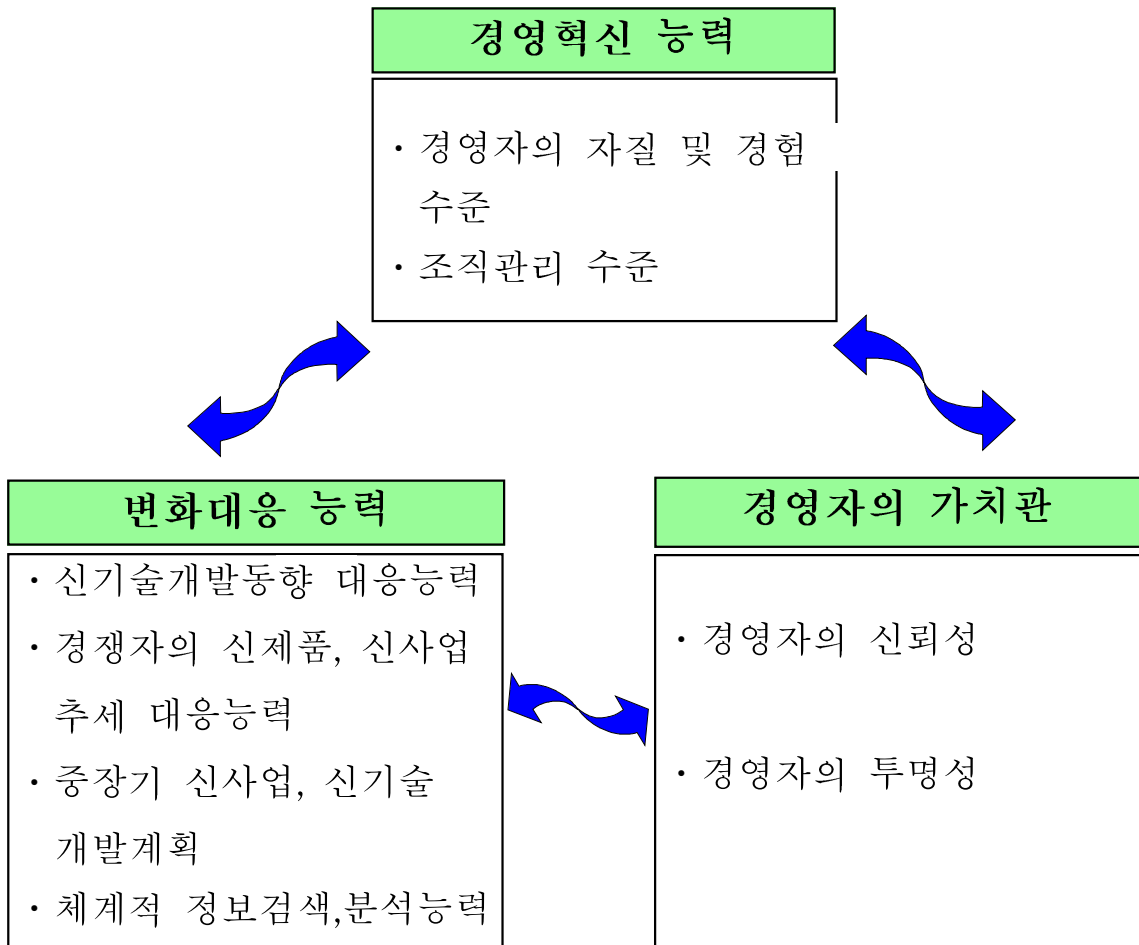 경영혁신 능력
· 경영자의 자질 및 경험
수준
· 조직관리 수준
변화대응 능력
· 신기술개발동향 대응능력
· 경쟁자의 신제품, 신사업
추세 대응능력
· 중장기 신사업, 신기술
개발계획
· 체계적 정보검색,분석능력
경영자의 가치관
· 경영자의 신뢰성
· 경영자의 투명성